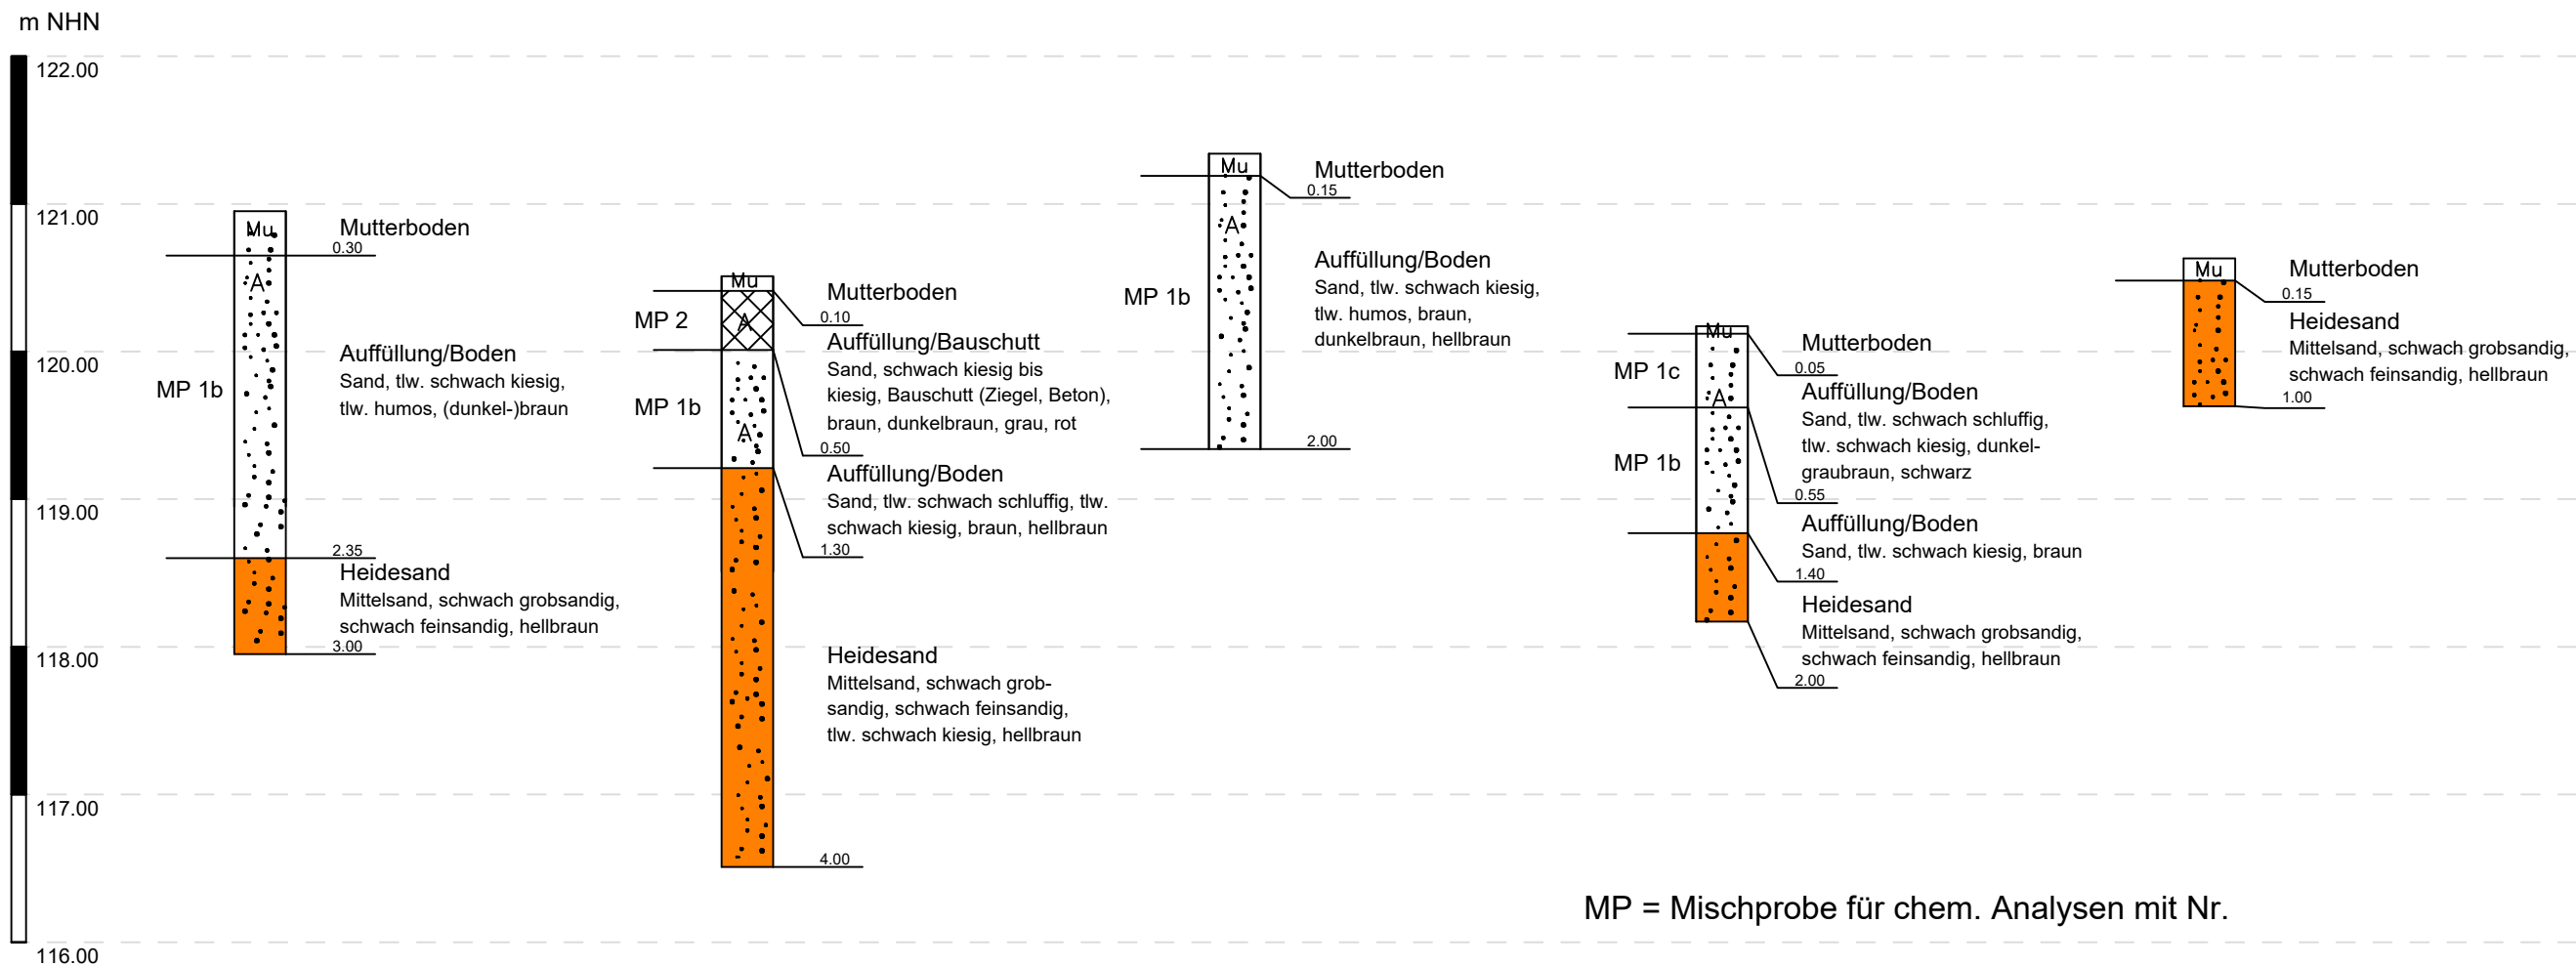 m NHN
122.00
121.00
120.00
119.00
118.00
117.00
116.00
Mu
A
MP 1b
Mutterboden
0.30
Auffüllung/Boden
Sand, tlw. schwach kiesig,
tlw. humos, (dunkel-)braun
2.35
Heidesand
Mittelsand, schwach grobsandig,
schwach feinsandig, hellbraun
3.00
Mu
A
A
MP 2
MP 1b
Mutterboden
0.10
Auffüllung/Bauschutt
Sand, schwach kiesig bis
kiesig, Bauschutt (Ziegel, Beton),
braun, dunkelbraun, grau, rot
0.50
Auffüllung/Boden
Sand, tlw. schwach schluffig, tlw.
schwach kiesig, braun, hellbraun
1.30
Heidesand
Mittelsand, schwach grob-
sandig, schwach feinsandig,
tlw. schwach kiesig, hellbraun
4.00
Mu
A
MP 1b
Mutterboden
0.15
Auffüllung/Boden
Sand, tlw. schwach kiesig,
tlw. humos, braun,
dunkelbraun, hellbraun
2.00
Mu
A
MP 1c
MP 1b
Mutterboden
0.05
Auffüllung/Boden
Sand, tlw. schwach schluffig,
tlw. schwach kiesig, dunkel-
graubraun, schwarz
0.55
Auffüllung/Boden
Sand, tlw. schwach kiesig, braun
1.40
Heidesand
Mittelsand, schwach grobsandig,
schwach feinsandig, hellbraun
2.00
Mu
Mutterboden
0.15
Heidesand
Mittelsand, schwach grobsandig,
schwach feinsandig, hellbraun
1.00
MP = Mischprobe für chem. Analysen mit Nr.